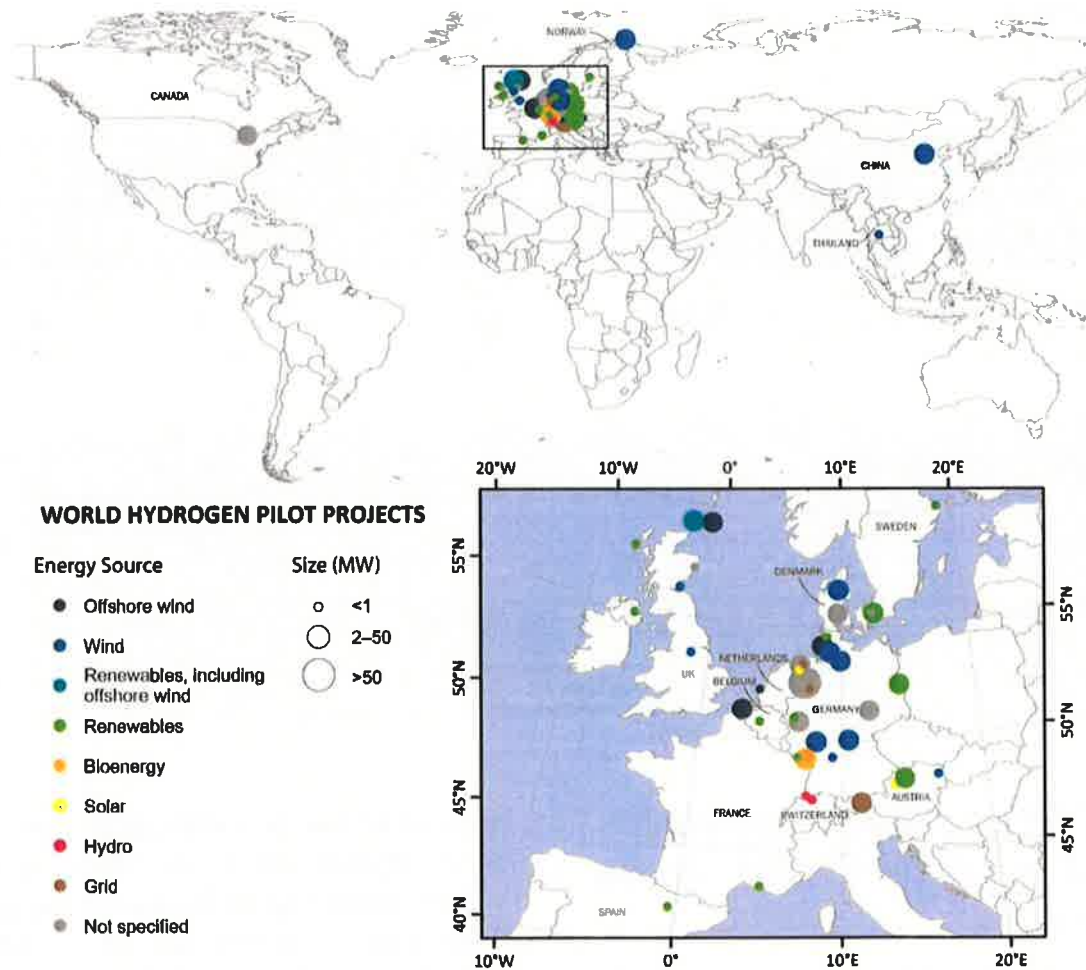 NORWAY
CANADA
CHINA
THAILAND
20°W 10°W 0° 10°E 20°E
WORLD HYDROGEN PILOT PROJECTS
Energy Source Size (MW)
Offshore wind <1
Wind 2–50
Renewables, including >50
offshore wind
Renewables
Bioenergy
Solar
Hydro
Grid
Not specified
55°N
50°N
45°N
40°N
SWEDEN
DENMARK
NETHERLANDS
BELGIUM
UK
GERMANY
FRANCE
AUSTRIA
SWITZERLAND
SPAIN
55°N
50°N
45°N
10°W 0° 10°E 20°E